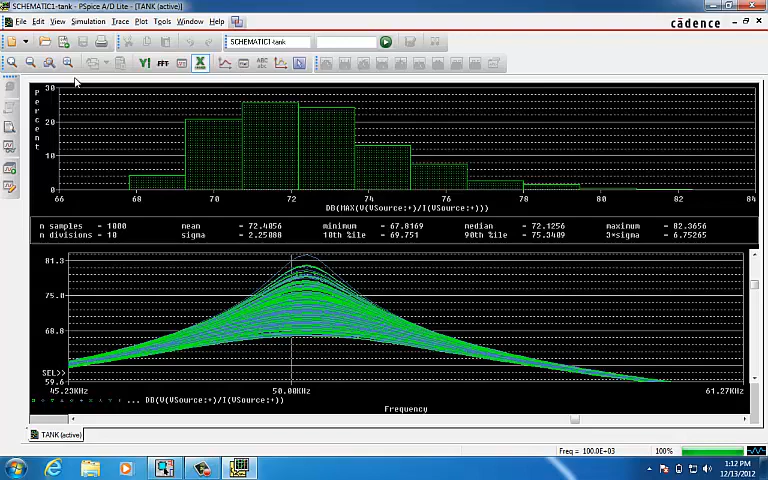 SCHEMATIC1-tank - PSpice A/D Lite - [TANK (active)]
File Edit View Simulation Trace Plot Tools Window Help
cādence
SCHEMATIC1-tank
Percent
30
20
10
0
66 68 70 72 74 76 78 80 82 84
DB(MAX(V(VSource:+)/I(VSource:+)))
n samples = 1000 mean = 72.4056 minimum = 67.8169 median = 72.1256 maximum = 82.3656
n divisions = 10 sigma = 2.25088 10th %ile = 69.751 90th %ile = 75.3409 3*sigma = 6.75265
81.3
75.0
68.8
SEL>>
59.6
45.23KHz 50.00KHz 61.27KHz
... DB(V(VSource:+)/I(VSource:+))
Frequency
TANK (active)
Freq = 100.0E+03 100%
1:12 PM
12/13/2012